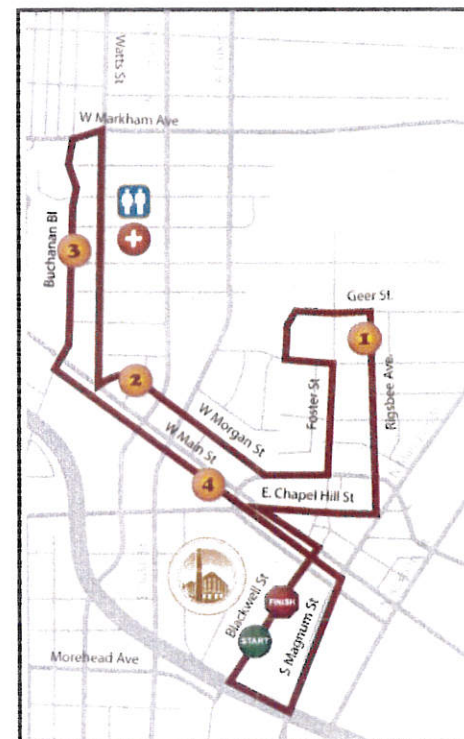 Watts St
W Markham Ave
Buchanan Bl
3
Geer St.
1
Rigsbee Ave.
Foster St
2
W Morgan St
W Main St
4
E. Chapel Hill St
Blackwell St
FINISH
START
S Magnum St
Morehead Ave